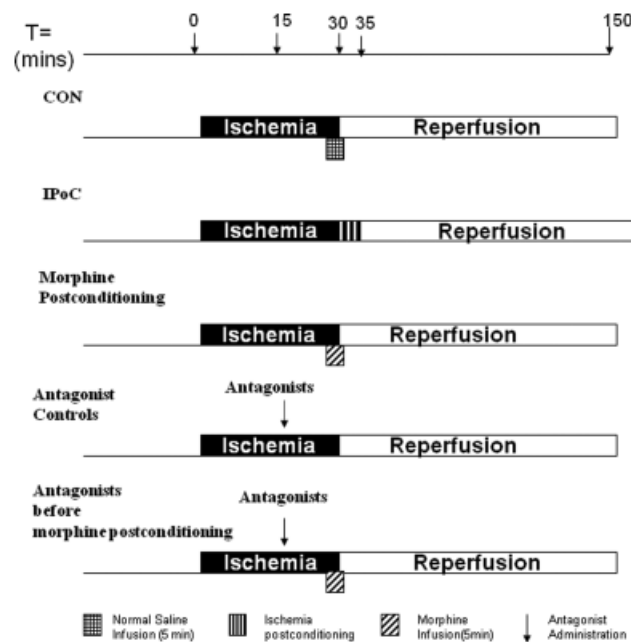 T=
(mins)
0 15 30 35 150
CON
Ischemia Reperfusion
IPoC
Ischemia Reperfusion
Morphine
Postconditioning
Ischemia Reperfusion
Antagonist
Controls
Antagonists
Ischemia Reperfusion
Antagonists
before
morphine postconditioning
Antagonists
Ischemia Reperfusion
Normal Saline
Infusion (5 min)
Ischemia
postconditioning
Morphine
Infusion(5min)
Antagonist
Administration